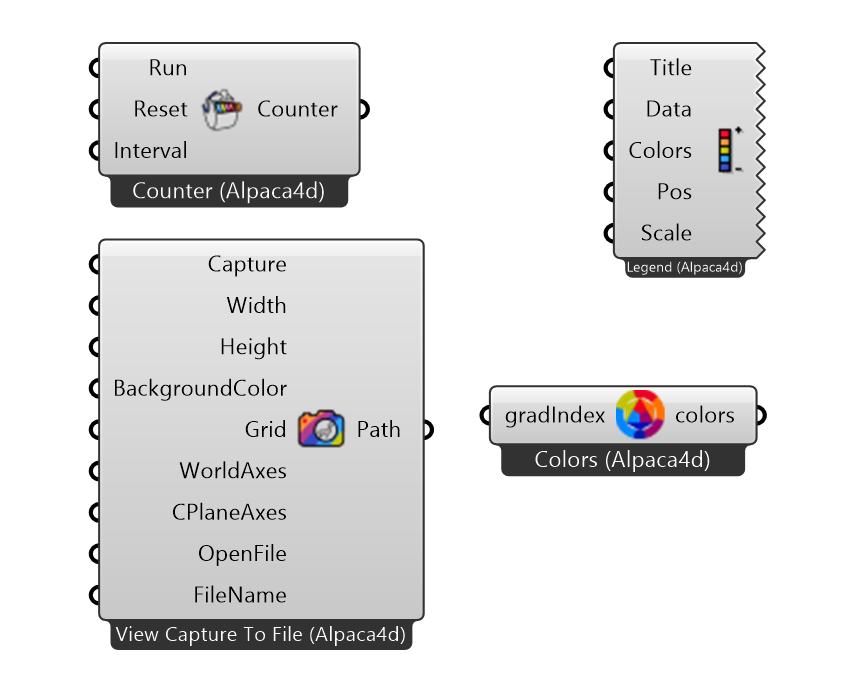 Run
Reset
Counter
Interval
Counter (Alpaca4d)
Title
Data
Colors
Pos
Scale
Legend (Alpaca4d)
Capture
Width
Height
BackgroundColor
Grid
Path
WorldAxes
CPlaneAxes
OpenFile
FileName
View Capture To File (Alpaca4d)
gradIndex
colors
Colors (Alpaca4d)